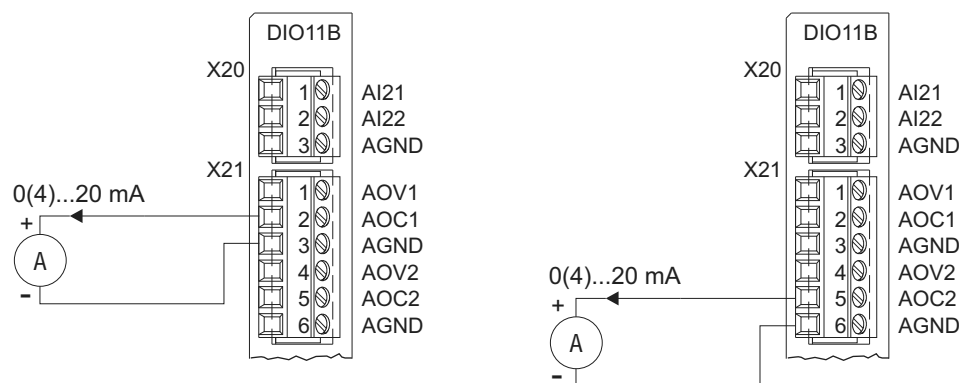 DIO11B
X20
1 AI21
2 AI22
3 AGND
X21
1 AOV1
2 AOC1
3 AGND
4 AOV2
5 AOC2
6 AGND
0(4)...20 mA
+
A
-
DIO11B
X20
1 AI21
2 AI22
3 AGND
X21
1 AOV1
2 AOC1
3 AGND
4 AOV2
5 AOC2
6 AGND
0(4)...20 mA
+
A
-